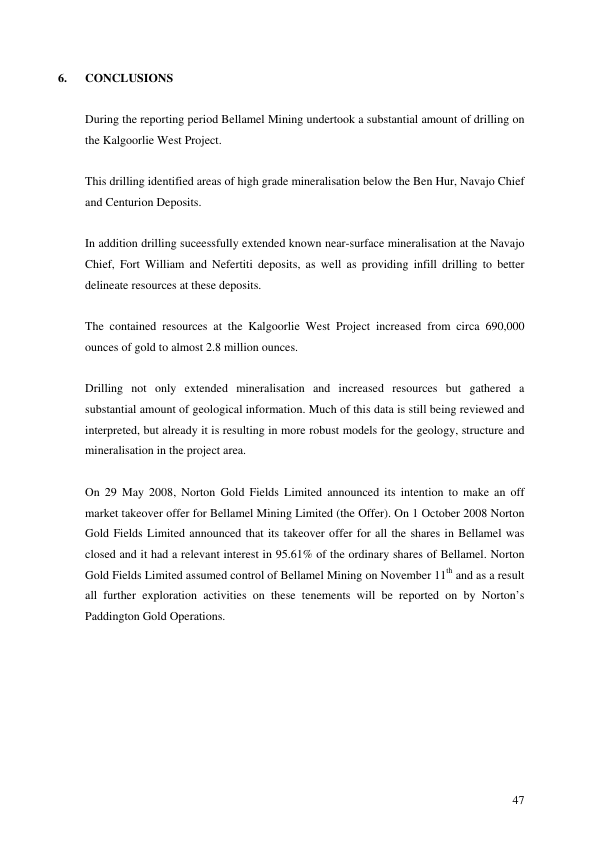 6. CONCLUSIONS
During the reporting period Bellamel Mining undertook a substantial amount of drilling on
the Kalgoorlie West Project.
This drilling identified areas of high grade mineralisation below the Ben Hur, Navajo Chief
and Centurion Deposits.
In addition drilling suceessfully extended known near-surface mineralisation at the Navajo
Chief, Fort William and Nefertiti deposits, as well as providing infill drilling to better
delineate resources at these deposits.
The contained resources at the Kalgoorlie West Project increased from circa 690,000
ounces of gold to almost 2.8 million ounces.
Drilling not only extended mineralisation and increased resources but gathered a
substantial amount of geological information. Much of this data is still being reviewed and
interpreted, but already it is resulting in more robust models for the geology, structure and
mineralisation in the project area.
On 29 May 2008, Norton Gold Fields Limited announced its intention to make an off
market takeover offer for Bellamel Mining Limited (the Offer). On 1 October 2008 Norton
Gold Fields Limited announced that its takeover offer for all the shares in Bellamel was
closed and it had a relevant interest in 95.61% of the ordinary shares of Bellamel. Norton
Gold Fields Limited assumed control of Bellamel Mining on November 11th and as a result
all further exploration activities on these tenements will be reported on by Norton's
Paddington Gold Operations.
47